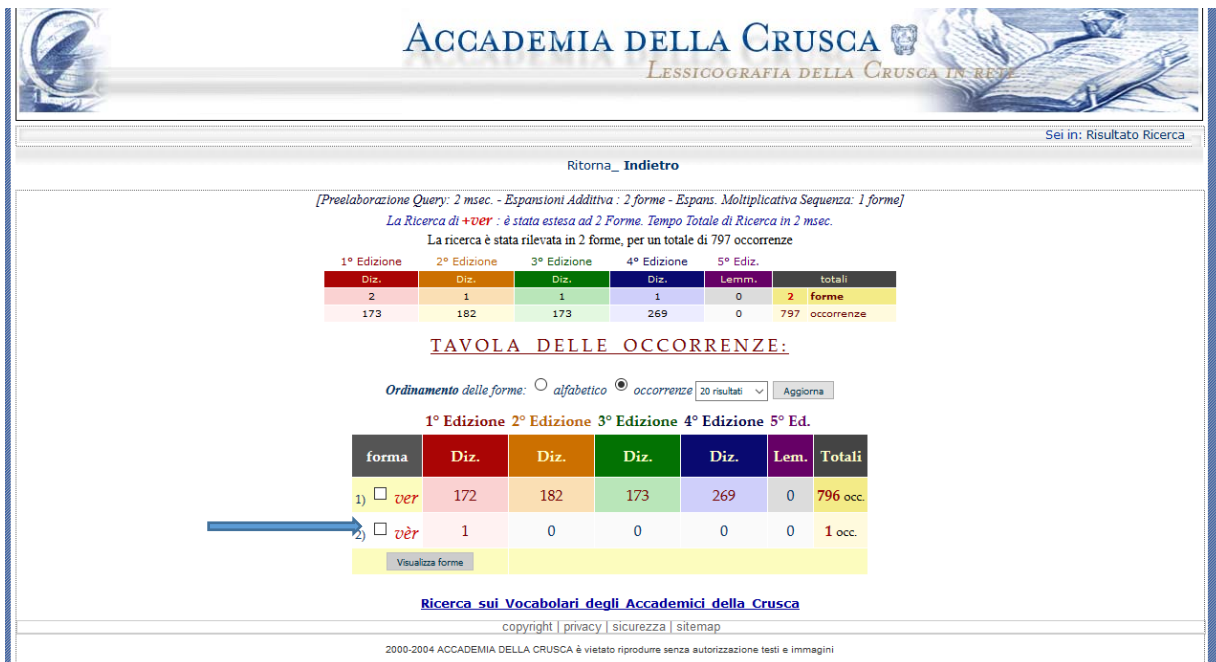 ACCADEMIA DELLA CRUSCA
LESSICOGRAFIA DELLA CRUSCA IN RETE
Sei in: Risultato Ricerca
Ritorna_ Indietro
[Preelaborazione Query: 2 msec. - Espansioni Additiva : 2 forme - Espans. Moltiplicativa Sequenza: 1 forme]
La Ricerca di +ver : è stata estesa ad 2 Forme. Tempo Totale di Ricerca in 2 msec.
La ricerca è stata rilevata in 2 forme, per un totale di 797 occorrenze
1° Edizione 2° Edizione 3° Edizione 4° Edizione 5° Ediz.
Diz. Diz. Diz. Diz. Lemm. totali
2 1 1 1 0 2 forme
173 182 173 269 0 797 occorrenze
TAVOLA DELLE OCCORRENZE:
Ordinamento delle forme: alfabetico occorrenze 20 risultati Aggiorna
1° Edizione 2° Edizione 3° Edizione 4° Edizione 5° Ed.
forma Diz. Diz. Diz. Diz. Lem. Totali
1) ver 172 182 173 269 0 796 occ.
2) vèr 1 0 0 0 0 1 occ.
Visualizza forme
Ricerca sui Vocabolari degli Accademici della Crusca
copyright | privacy | sicurezza | sitemap
2000-2004 ACCADEMIA DELLA CRUSCA è vietato riprodurre senza autorizzazione testi e immagini